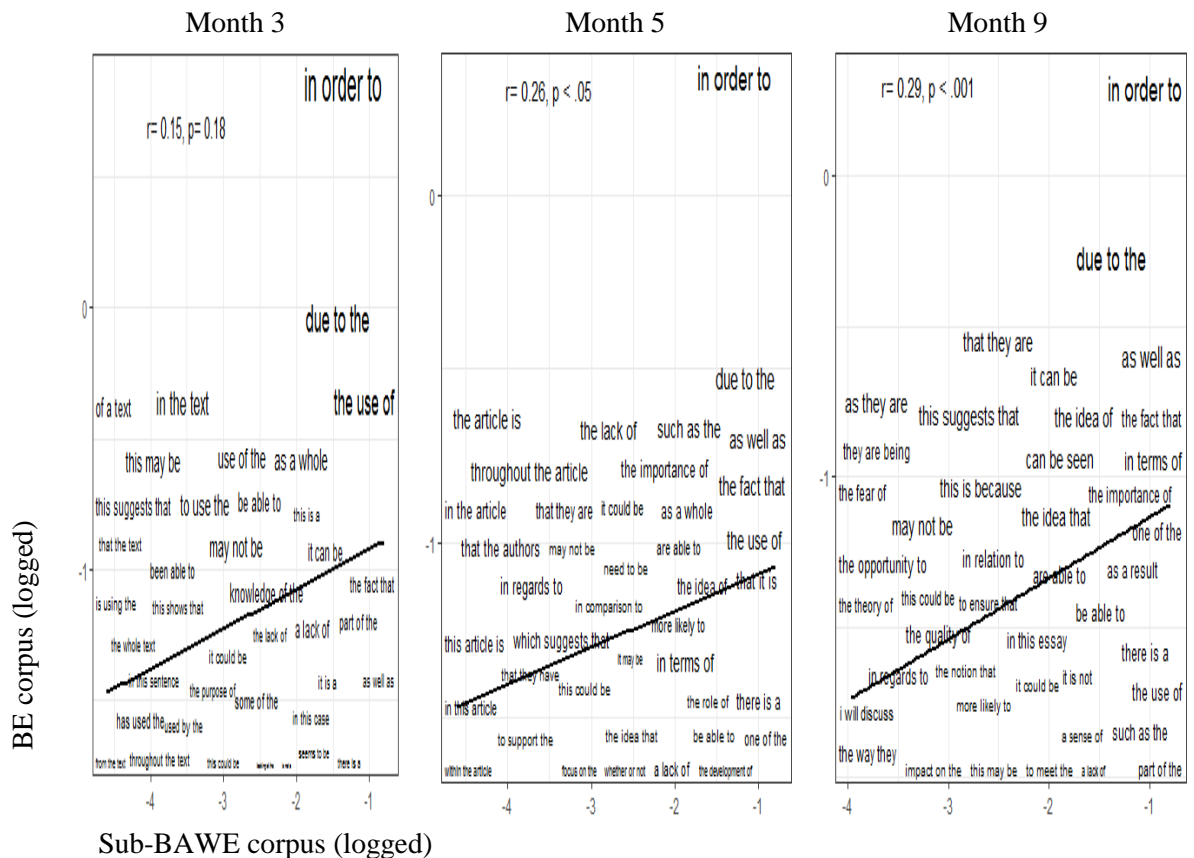 Month 3
Month 5
Month 9
in order to
r= 0.15, p= 0.18
0
due to the
of a text
in the text
the use of
this may be
use of the
as a whole
this suggests that
to use the
be able to
this is a
that the text
may not be
it can be
-1
been able to
knowledge of the
the fact that
is using the
this shows that
the whole text
the lack of
a lack of
part of the
it could be
in this sentence
the purpose of
some of the
it is a
as well as
has used the
used by the
in this case
from the text
throughout the text
this could be
seems to be
there is a
-4
-3
-2
-1
in order to
r= 0.26, p < .05
0
due to the
the article is
the lack of
such as the
as well as
throughout the article
the importance of
the fact that
in the article
that they are
it could be
as a whole
-1
that the authors
may not be
are able to
the use of
in regards to
need to be
the idea of
that it is
in comparison to
more likely to
this article is
which suggests that
it may be
in terms of
that they have
this could be
in this article
the role of
there is a
to support the
the idea that
be able to
one of the
within the article
focus on the
whether or not
a lack of
the development of
-4
-3
-2
-1
in order to
r= 0.29, p < .001
0
due to the
that they are
as well as
it can be
as they are
this suggests that
the idea of
the fact that
they are being
can be seen
in terms of
-1
the fear of
this is because
the importance of
may not be
the idea that
one of the
the opportunity to
in relation to
are able to
as a result
the theory of
this could be
to ensure that
be able to
the quality of
in this essay
there is a
in regards to
the notion that
it could be
it is not
the use of
i will discuss
more likely to
a sense of
such as the
the way they
impact on the
this may be
to meet the
a lack of
part of the
-4
-3
-2
-1
BE corpus (logged)
Sub-BAWE corpus (logged)